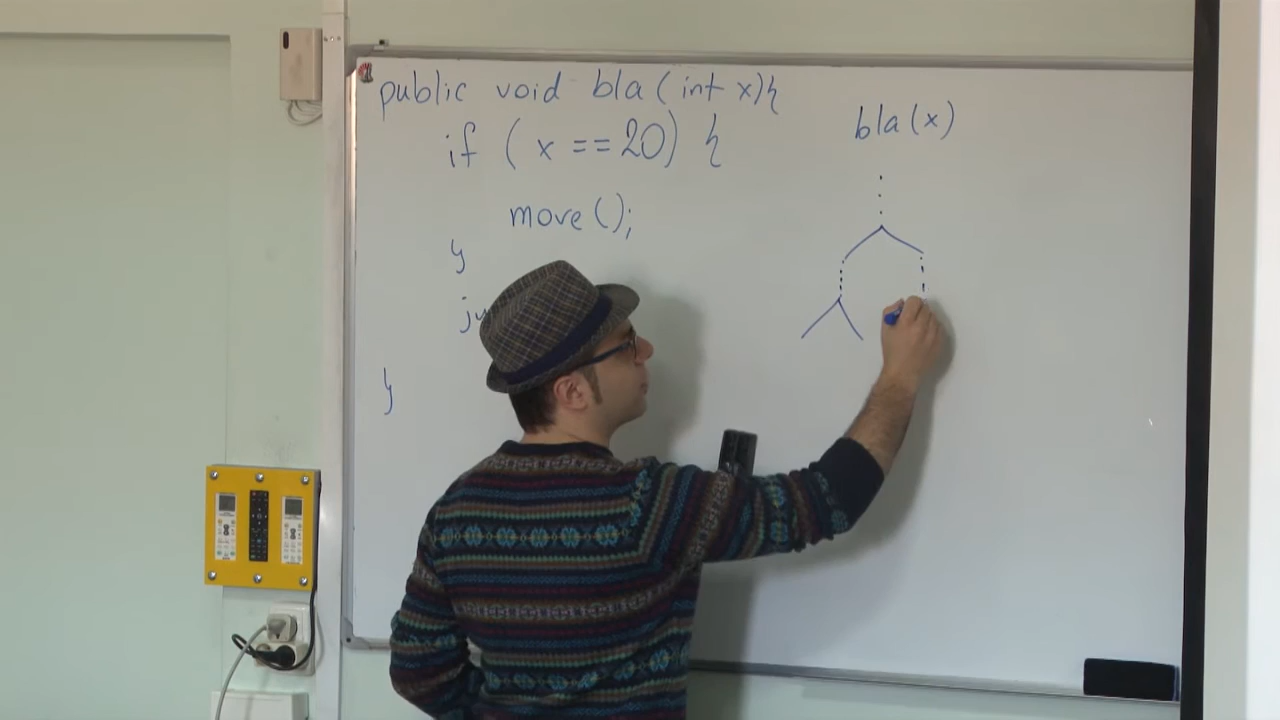 public void bla(int x){
if (x==20) {
move();
}
}
bla(x)